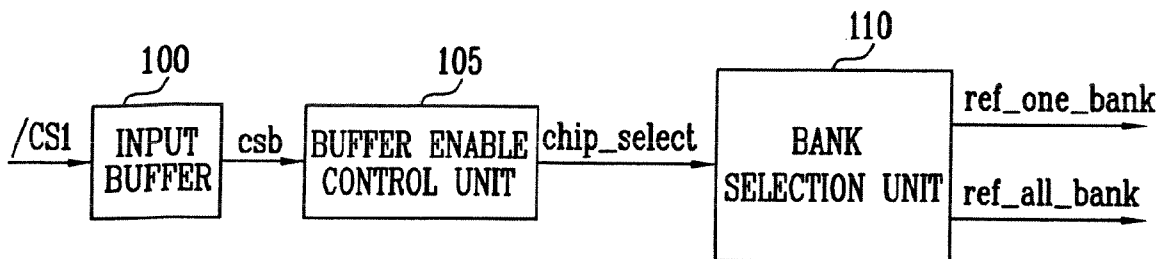 100
105
110
/CS1
INPUT
BUFFER
csb
BUFFER ENABLE
CONTROL UNIT
chip_select
BANK
SELECTION UNIT
ref_one_bank
ref_all_bank